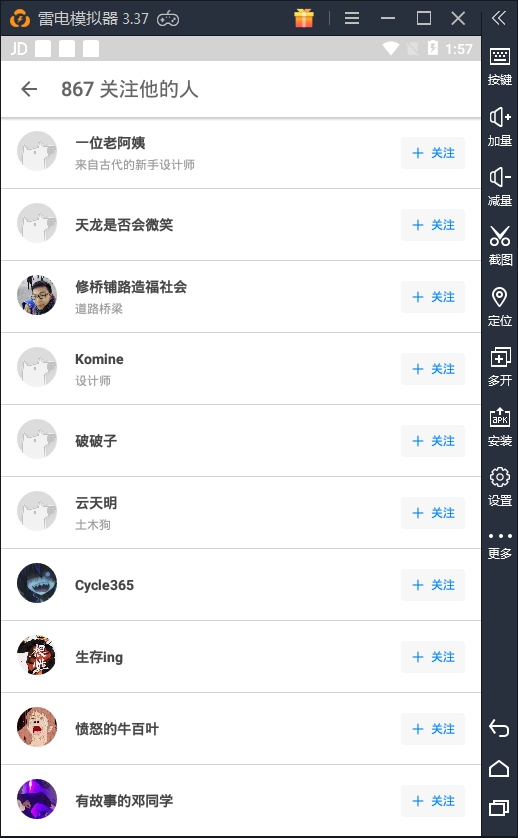 雷电模拟器 3.37
JD
1:57
867 关注他的人
一位老阿姨
来自古代的新手设计师
+ 关注
天龙是否会微笑
+ 关注
修桥铺路造福社会
道路桥梁
+ 关注
Komine
设计师
+ 关注
破破子
+ 关注
云天明
土木狗
+ 关注
Cycle365
+ 关注
生存ing
+ 关注
愤怒的牛百叶
+ 关注
有故事的邓同学
+ 关注
按键
加量
减量
截图
定位
多开
APK
安装
设置
更多